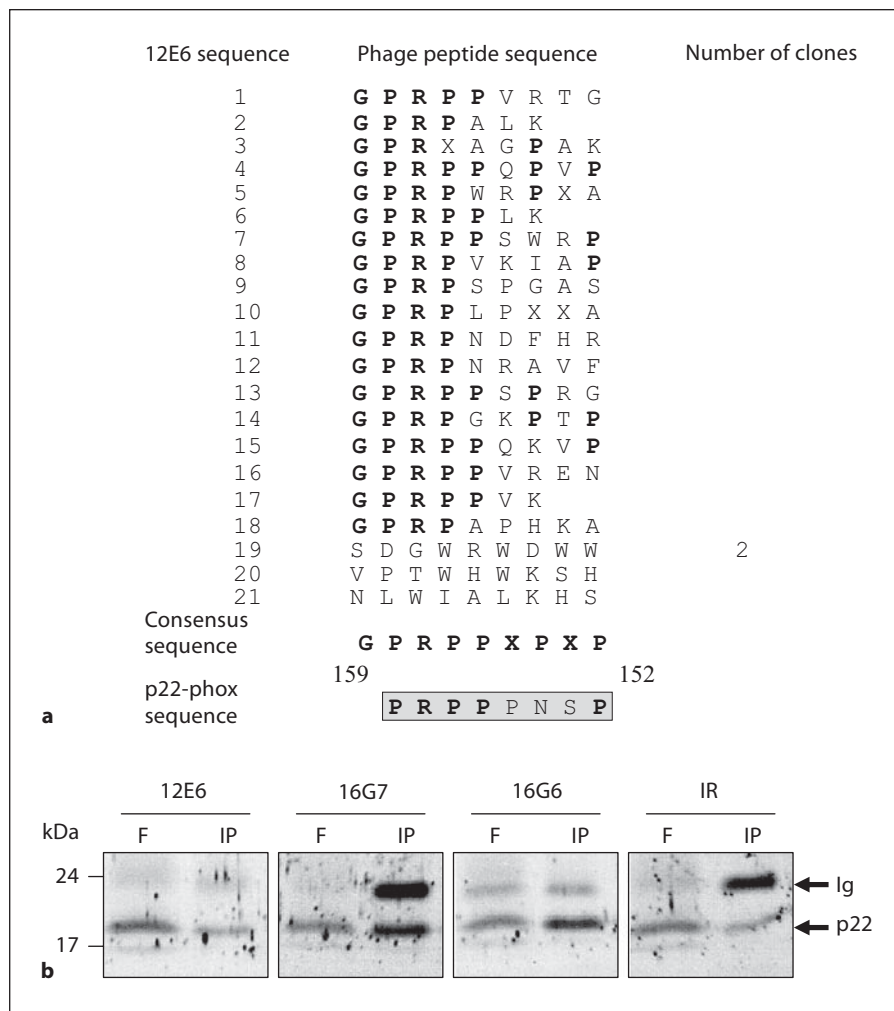 12E6 sequence Phage peptide sequence Number of clones
1 G P R P P V R T G
2 G P R P A L K
3 G P R X A G P A K
4 G P R P P Q P V P
5 G P R P W R P X A
6 G P R P P L K
7 G P R P P S W R P
8 G P R P V K I A P
9 G P R P S P G A S
10 G P R P L P X X A
11 G P R P N D F H R
12 G P R P N R A V F
13 G P R P P S P R G
14 G P R P G K P T P
15 G P R P P Q K V P
16 G P R P P V R E N
17 G P R P P V K
18 G P R P A P H K A
19 S D G W R W D W W 2
20 V P T W H W K S H
21 N L W I A L K H S
Consensus
sequence G P R P P X P X P
159 152
p22-phox
sequence P R P P P N S P
a
12E6 16G7 16G6 IR
kDa F IP F IP F IP F IP
24 Ig
p22
17
b